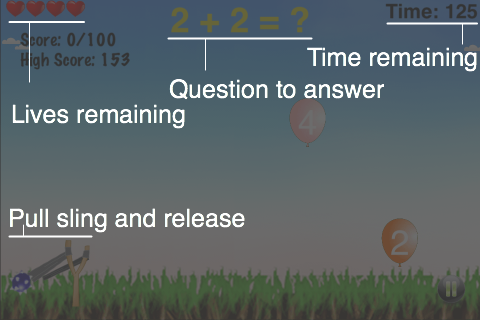 2 + 2 = ?
Time: 125
Score: 0/100
High Score: 153
Time remaining
Question to answer
Lives remaining
4
Pull sling and release
2